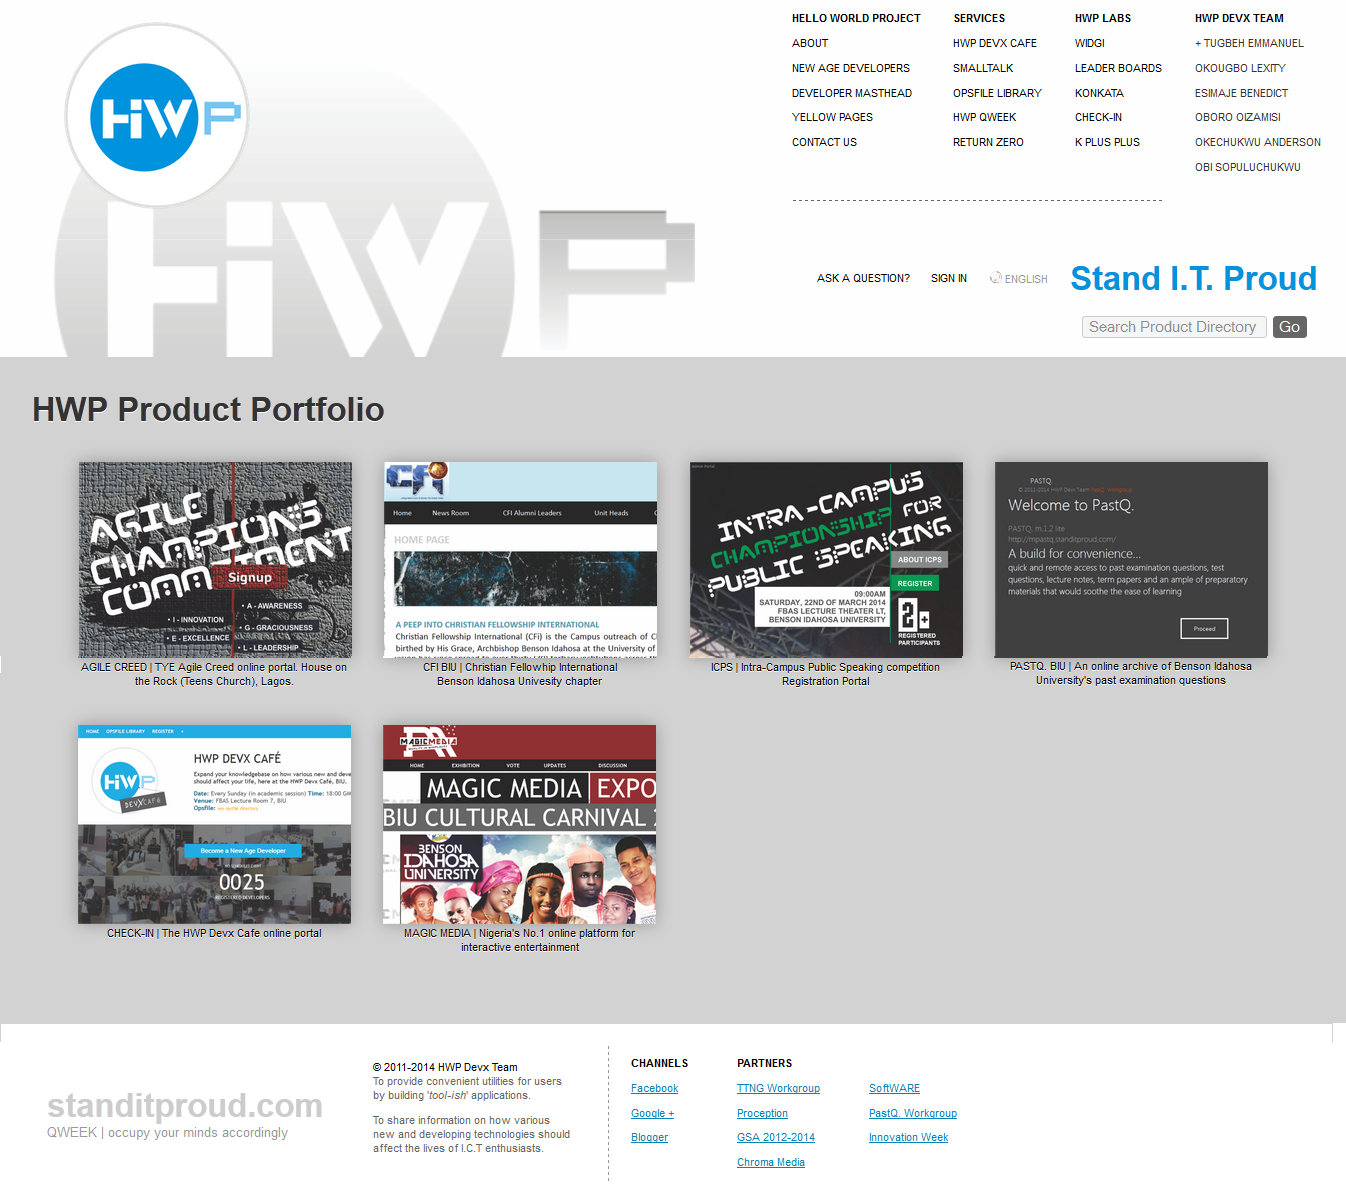 HELLO WORLD PROJECT
ABOUT
NEW AGE DEVELOPERS
DEVELOPER MASTHEAD
YELLOW PAGES
CONTACT US
SERVICES
HWP DEVX CAFE
SMALLTALK
OPSFILE LIBRARY
HWP QWEEK
RETURN ZERO
HWP LABS
WIDGI
LEADER BOARDS
KONKATA
CHECK-IN
K PLUS PLUS
HWP DEVX TEAM
+ TUGBEH EMMANUEL
OKOUGBO LEXITY
ESIMAJE BENEDICT
OBORO OIZAMISI
OKECHUKWU ANDERSON
OBI SOPULUCHUKWU
HWP
HWP
ASK A QUESTION?
SIGN IN
ENGLISH
Stand I.T. Proud
Search Product Directory
Go
HWP Product Portfolio
AGILE
CHAMPIONS
COMMITMENT
Signup
• A - AWARENESS
• I - INNOVATION
• G - GRACIOUSNESS
• E - EXCELLENCE
• L - LEADERSHIP
AGILE CREED | TYE Agile Creed online portal. House on
the Rock (Teens Church), Lagos.
CFi
Home
News Room
CFI Alumni Leaders
Unit Heads
HOME PAGE
A PEEP INTO CHRISTIAN FELLOWSHIP INTERNATIONAL
Christian Fellowship International (CFi) is the Campus outreach of C
birthed by His Grace, Archbishop Benson Idahosa at the University of
CFI BIU | Christian Fellowhip International
Benson Idahosa Univesity chapter
INTRA-CAMPUS
CHAMPIONSHIP FOR
PUBLIC SPEAKING
ABOUT ICPS
REGISTER
09:00AM
SATURDAY, 22ND OF MARCH 2014
FBAS LECTURE THEATER LT,
BENSON IDAHOSA UNIVERSITY
2+
REGISTERED
PARTICIPANTS
ICPS | Intra-Campus Public Speaking competition
Registration Portal
PASTQ.
© 2011-2014 HWP Devx Team PastQ. Workgroup
Welcome to PastQ.
PASTQ. m.1.2 lite
http://mpastq.standitproud.com/
A build for convenience...
quick and remote access to past examination questions, test
questions, lecture notes, term papers and an ample of preparatory
materials that would soothe the ease of learning
Proceed
PASTQ. BIU | An online archive of Benson Idahosa
University's past examination questions
HOME
OPSFILE LIBRARY
REGISTER
+
HWP
DEVXCAFÉ
HWP DEVX CAFÉ
Expand your knowledgebase on how various new and deve
should affect your life, here at the HWP Devx Café, BIU.
Date: Every Sunday (in academic session) Time: 18:00 GM
Venue: FBAS Lecture Room 7, BIU
Opsfile: see opsfile directory
Become a New Age Developer
0025
REGISTERED DEVELOPERS
CHECK-IN | The HWP Devx Cafe online portal
MAGICMEDIA
HOME
EXHIBITION
VOTE
UPDATES
DISCUSSION
MAGIC MEDIA EXPO
BIU CULTURAL CARNIVAL 2
BENSON
IDAHOSA
UNIVERSITY
MAGIC MEDIA | Nigeria's No.1 online platform for
interactive entertainment
standitproud.com
QWEEK | occupy your minds accordingly
© 2011-2014 HWP Devx Team
To provide convenient utilities for users
by building 'tool-ish' applications.
To share information on how various
new and developing technologies should
affect the lives of I.C.T enthusiasts.
CHANNELS
Facebook
Google +
Blogger
PARTNERS
TTNG Workgroup
Proception
GSA 2012-2014
Chroma Media
SoftWARE
PastQ. Workgroup
Innovation Week